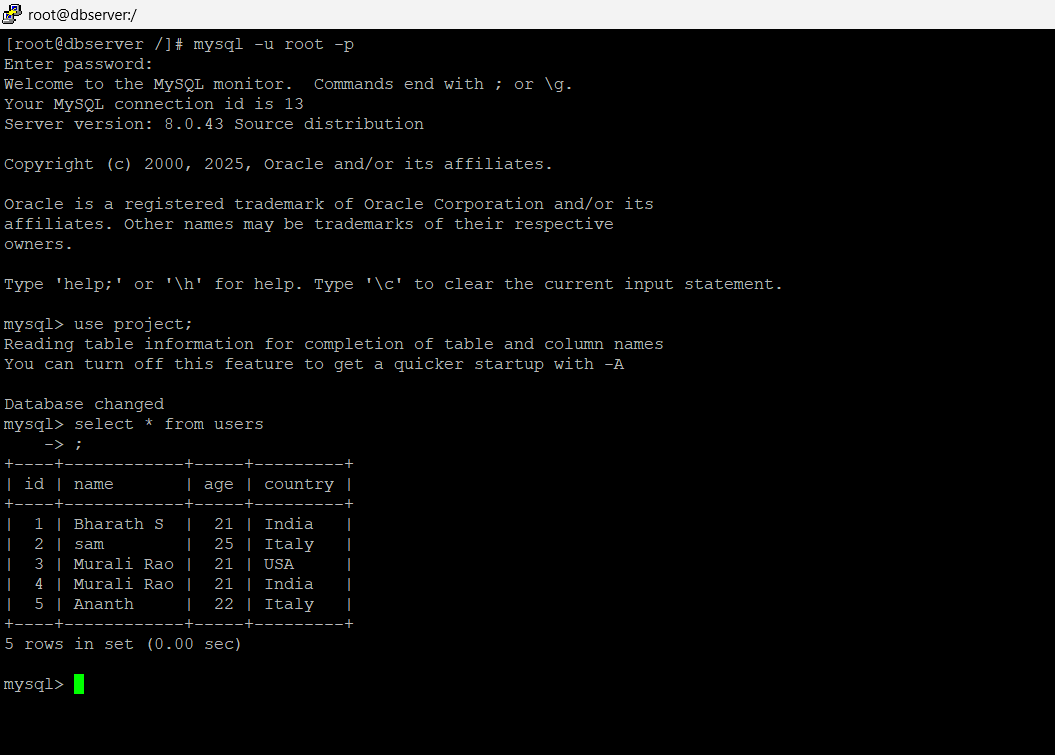 root@dbserver:/
[root@dbserver /]# mysql -u root -p
Enter password:
Welcome to the MySQL monitor.  Commands end with ; or \g.
Your MySQL connection id is 13
Server version: 8.0.43 Source distribution
Copyright (c) 2000, 2025, Oracle and/or its affiliates.
Oracle is a registered trademark of Oracle Corporation and/or its
affiliates. Other names may be trademarks of their respective
owners.
Type 'help;' or '\h' for help. Type '\c' to clear the current input statement.
mysql> use project;
Reading table information for completion of table and column names
You can turn off this feature to get a quicker startup with -A
Database changed
mysql> select * from users
    -> ;
+----+------------+-----+---------+
| id | name       | age | country |
+----+------------+-----+---------+
|  1 | Bharath S  |  21 | India   |
|  2 | sam        |  25 | Italy   |
|  3 | Murali Rao |  21 | USA     |
|  4 | Murali Rao |  21 | India   |
|  5 | Ananth     |  22 | Italy   |
+----+------------+-----+---------+
5 rows in set (0.00 sec)
mysql>